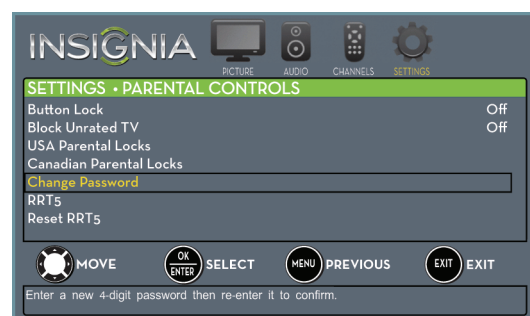 INSIGNIA
PICTURE AUDIO CHANNELS SETTINGS
SETTINGS • PARENTAL CONTROLS
Button Lock Off
Block Unrated TV Off
USA Parental Locks
Canadian Parental Locks
Change Password
RRT5
Reset RRT5
MOVE OK ENTER SELECT MENU PREVIOUS EXIT EXIT
Enter a new 4-digit password then re-enter it to confirm.